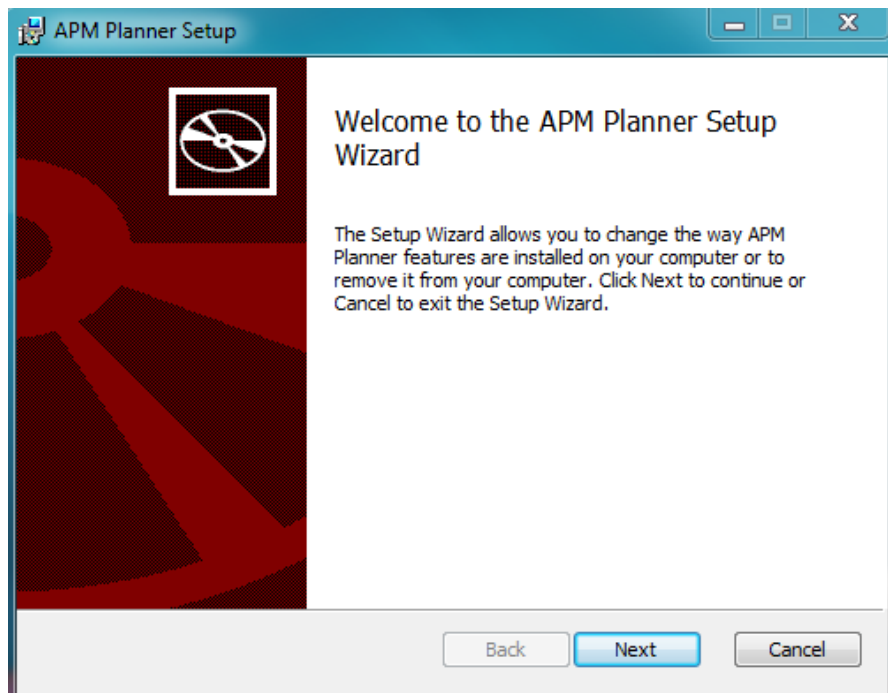 APM Planner Setup
Welcome to the APM Planner Setup
Wizard
The Setup Wizard allows you to change the way APM
Planner features are installed on your computer or to
remove it from your computer. Click Next to continue or
Cancel to exit the Setup Wizard.
Back Next Cancel